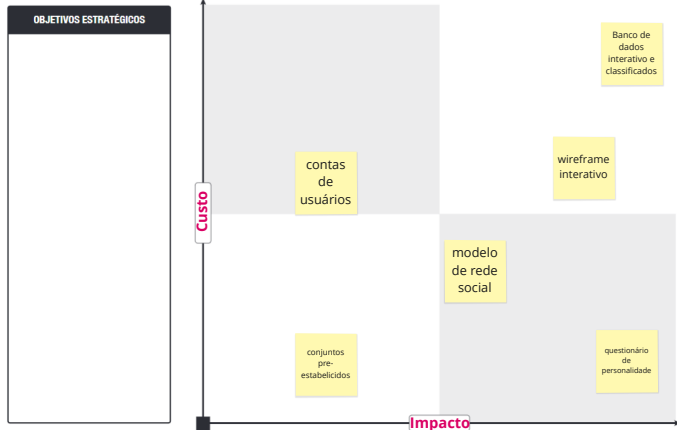 OBJETIVOS ESTRATÉGICOS
Banco de
dados
interativo e
classificados
wireframe
interativo
contas
de
usuários
Custo
modelo
de rede
social
conjuntos
pre-
estabelicidos
questionário
de
personalidade
Impacto